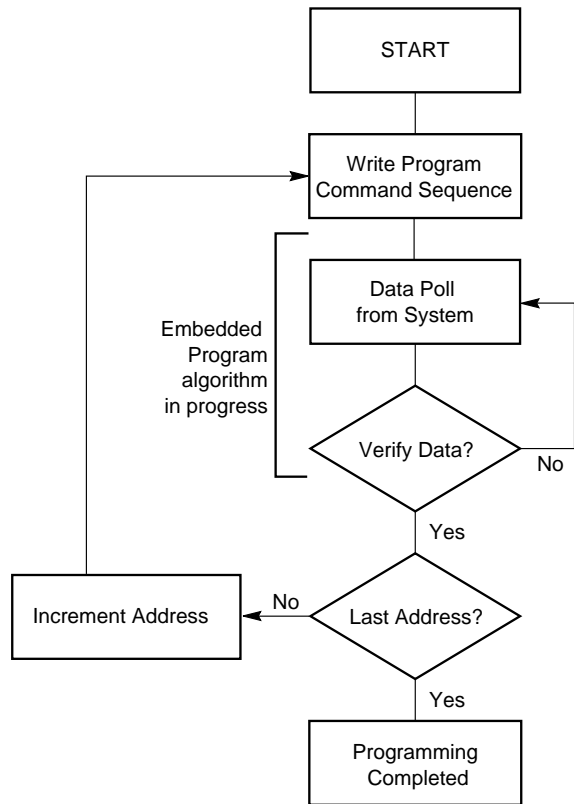 START
Write Program
Command Sequence
Data Poll
from System
Embedded
Program
algorithm
in progress
Verify Data?
No
Yes
Last Address?
No
Increment Address
Yes
Programming
Completed